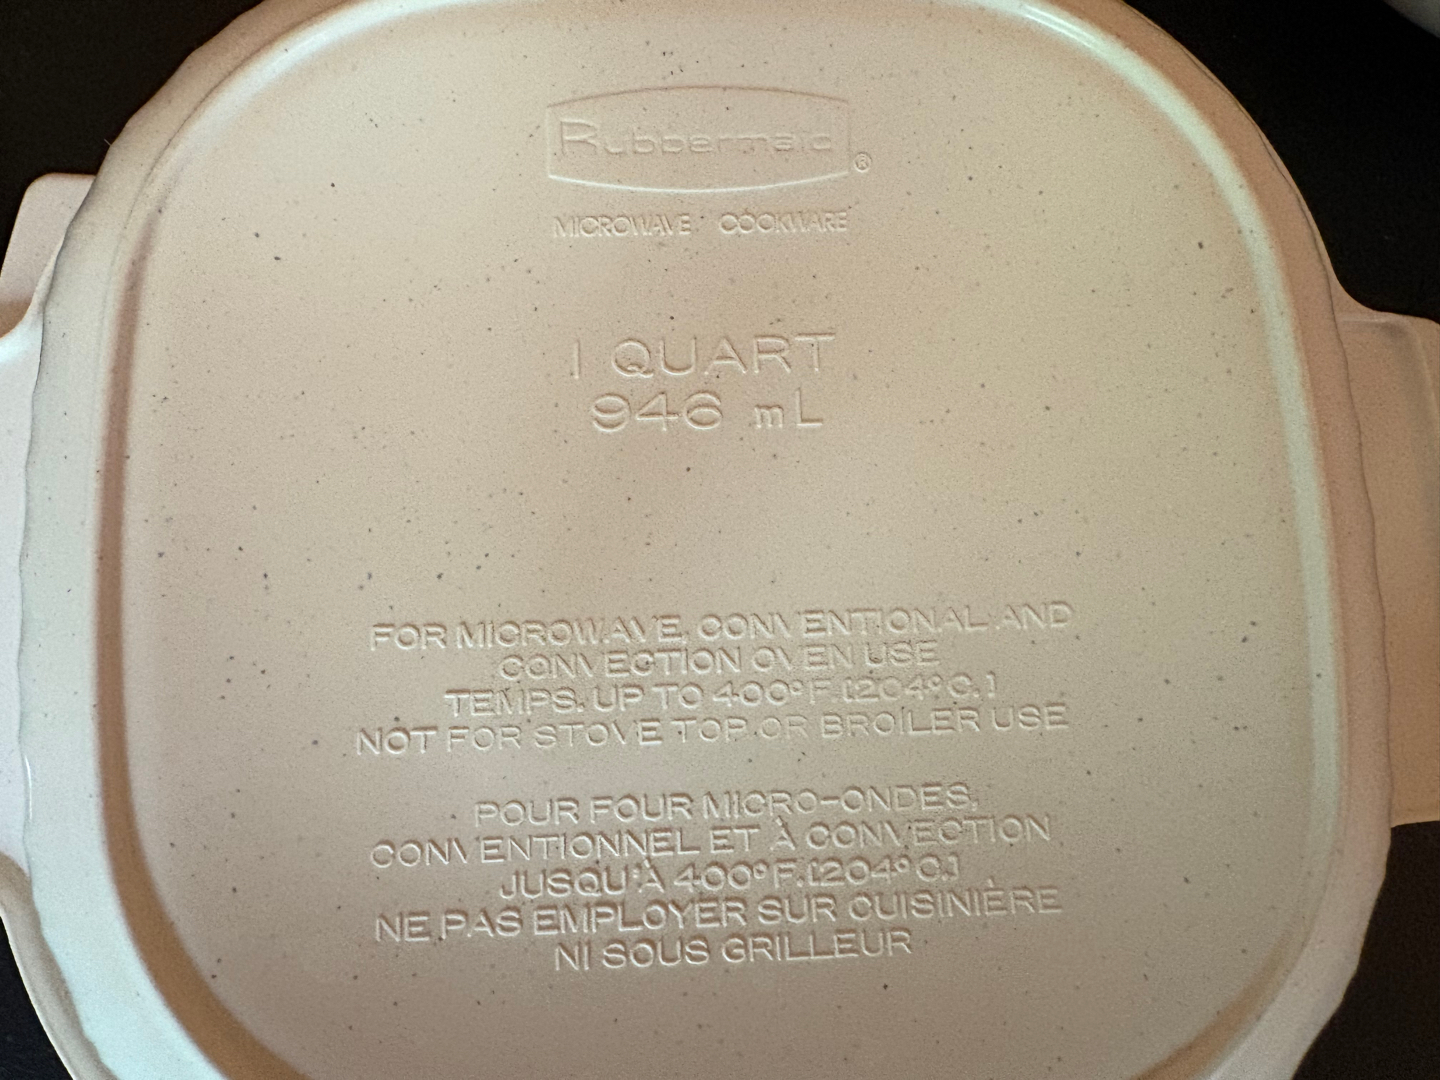 Rubbermaid®
MICROWAVE COOKWARE
1 QUART
946 mL
FOR MICROWAVE, CONVENTIONAL AND
CONVECTION OVEN USE
TEMPS. UP TO 400°F. [204°C.]
NOT FOR STOVE TOP OR BROILER USE
POUR FOUR MICRO-ONDES,
CONVENTIONNEL ET À CONVECTION
JUSQU'À 400°F. [204°C.]
NE PAS EMPLOYER SUR CUISINIÈRE
NI SOUS GRILLEUR